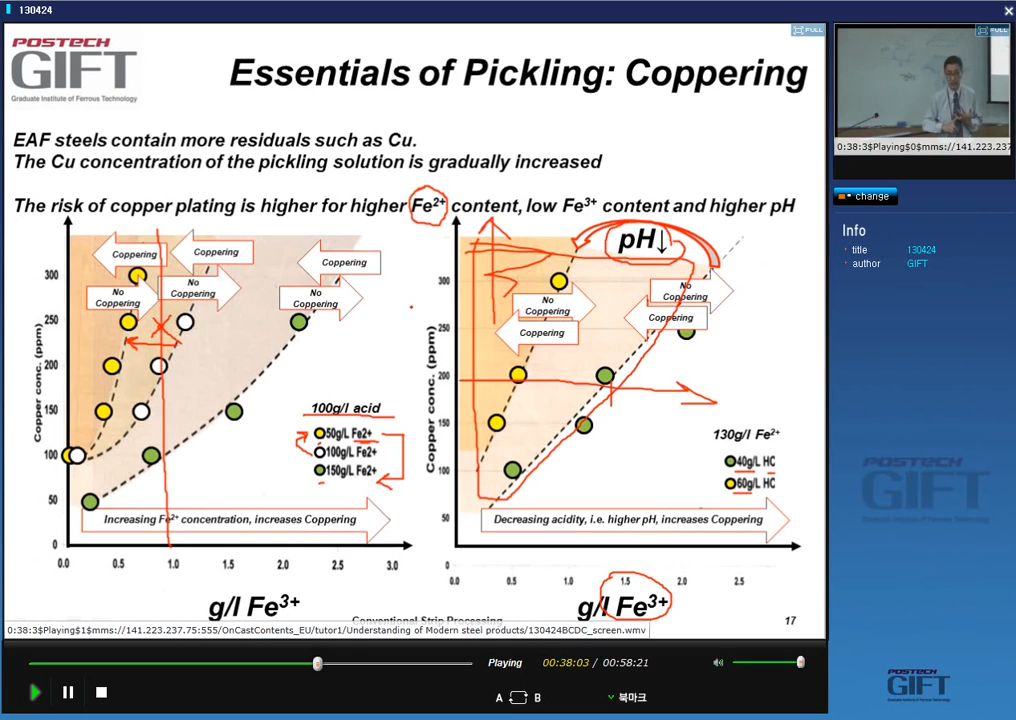 130424
POSTECH
GIFT
Graduate Institute of Ferrous Technology
Essentials of Pickling: Coppering
FULL
EAF steels contain more residuals such as Cu.
The Cu concentration of the pickling solution is gradually increased
The risk of copper plating is higher for higher Fe2+ content, low Fe3+ content and higher pH
Coppering
Coppering
Coppering
No
Coppering
No
Coppering
No
Coppering
300
250
200
150
100
50
0
Copper conc. (ppm)
100g/l acid
50g/L Fe2+
100g/L Fe2+
150g/L Fe2+
Increasing Fe2+ concentration, increases Coppering
0.0
0.5
1.0
1.5
2.0
2.5
3.0
g/l Fe3+
pH↓
No
Coppering
Coppering
No
Coppering
Coppering
300
250
200
150
100
50
0
Copper conc. (ppm)
130g/l Fe2+
40g/L HC
60g/L HC
Decreasing acidity, i.e. higher pH, increases Coppering
0.0
0.5
1.0
1.5
2.0
2.5
g/l Fe3+
Conventional Strip Processing
17
0:38:3$Playing$1$mms://141.223.237.75:555/OnCastContents_EU/tutor1/Understanding of Modern steel products/130424BCDC_screen.wmv
Playing
00:38:03 / 00:58:21
A
B
북마크
FULL
0:38:3$Playing$0$mms://141.223.237
change
Info
title
130424
author
GIFT
POSTECH
GIFT
POSTECH
GIFT